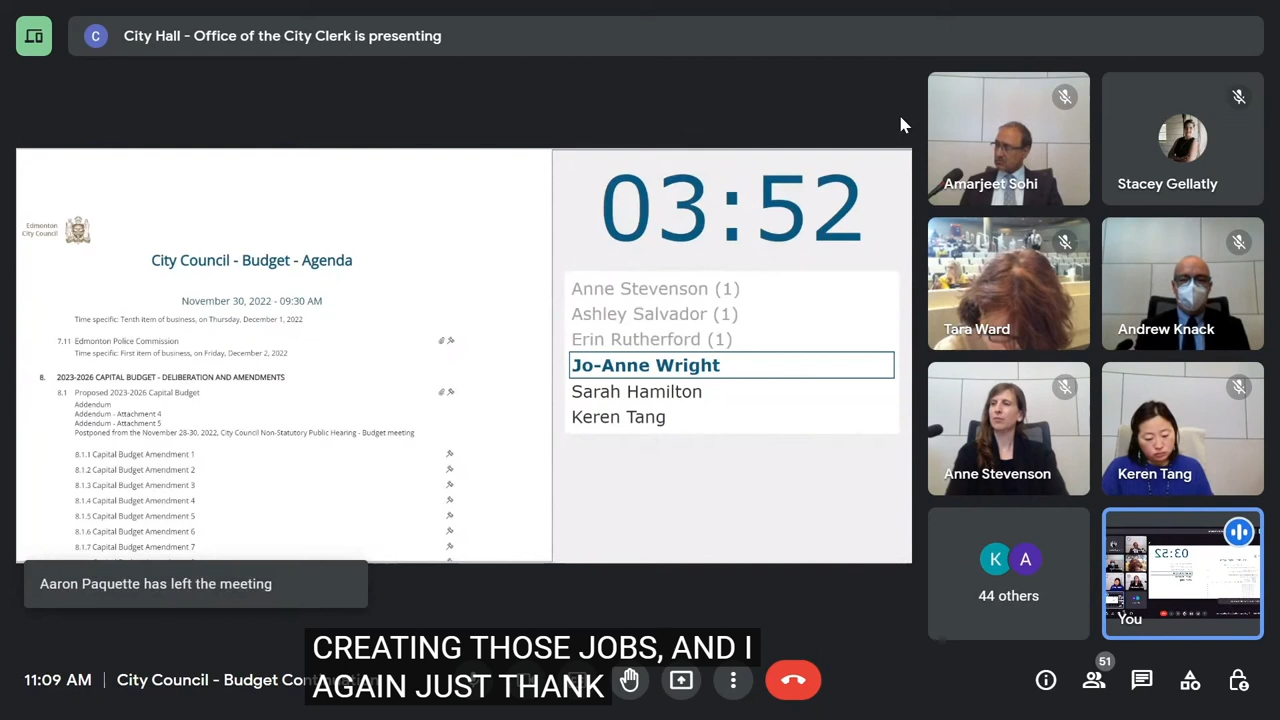 C City Hall - Office of the City Clerk is presenting
Edmonton
City Council
City Council - Budget - Agenda
November 30, 2022 - 09:30 AM
Time specific: Tenth item of business, on Thursday, December 1, 2022
7.11 Edmonton Police Commission
Time specific: First item of business, on Friday, December 2, 2022
8. 2023-2026 CAPITAL BUDGET - DELIBERATION AND AMENDMENTS
8.1 Proposed 2023-2026 Capital Budget
Addendum
Addendum - Attachment 4
Addendum - Attachment 5
Postponed from the November 28-30, 2022, City Council Non-Statutory Public Hearing - Budget meeting
8.1.1 Capital Budget Amendment 1
8.1.2 Capital Budget Amendment 2
8.1.3 Capital Budget Amendment 3
8.1.4 Capital Budget Amendment 4
8.1.5 Capital Budget Amendment 5
8.1.6 Capital Budget Amendment 6
8.1.7 Capital Budget Amendment 7
03:52
Anne Stevenson (1)
Ashley Salvador (1)
Erin Rutherford (1)
Jo-Anne Wright
Sarah Hamilton
Keren Tang
Amarjeet Sohi
Stacey Gellatly
Tara Ward
Andrew Knack
Anne Stevenson
Keren Tang
K A
44 others
03:52
You
Aaron Paquette has left the meeting
CREATING THOSE JOBS, AND I
AGAIN JUST THANK
11:09 AM
City Council - Budget Con
51